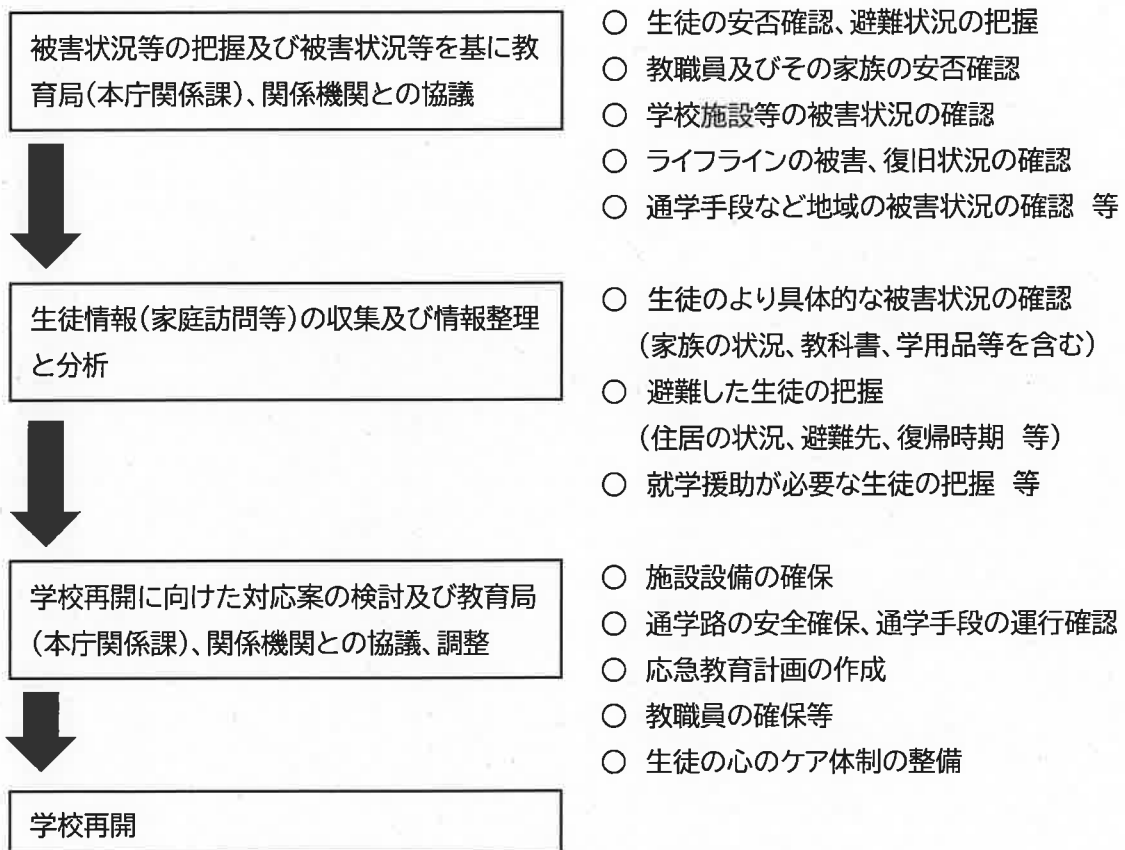 被害状況等の把握及び被害状況等を基に教
育局(本庁関係課)、関係機関との協議
○ 生徒の安否確認、避難状況の把握
○ 教職員及びその家族の安否確認
○ 学校施設等の被害状況の確認
○ ライフラインの被害、復旧状況の確認
○ 通学手段など地域の被害状況の確認 等
生徒情報(家庭訪問等)の収集及び情報整理
と分析
○ 生徒のより具体的な被害状況の確認
(家族の状況、教科書、学用品等を含む)
○ 避難した生徒の把握
(住居の状況、避難先、復帰時期 等)
○ 就学援助が必要な生徒の把握 等
学校再開に向けた対応案の検討及び教育局
(本庁関係課)、関係機関との協議、調整
○ 施設設備の確保
○ 通学路の安全確保、通学手段の運行確認
○ 応急教育計画の作成
○ 教職員の確保等
○ 生徒の心のケア体制の整備
学校再開